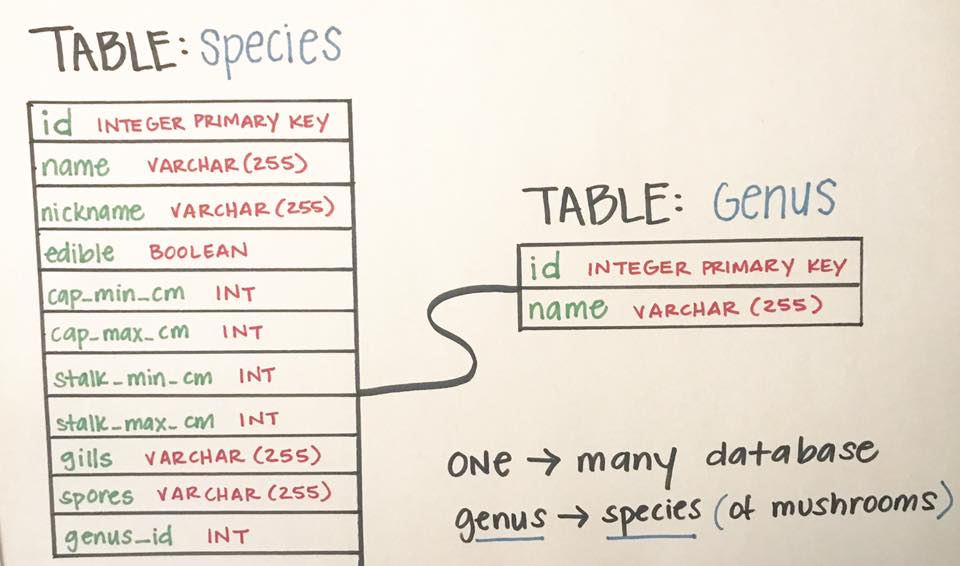 TABLE: species
id INTEGER PRIMARY KEY
name VARCHAR (255)
nickname VARCHAR (255)
edible BOOLEAN
cap_min_cm INT
cap_max_cm INT
stalk_min_cm INT
stalk_max_cm INT
gills VARCHAR (255)
spores VARCHAR (255)
genus_id INT
TABLE: Genus
id INTEGER PRIMARY KEY
name VARCHAR (255)
ONE → many database
genus → species (of mushrooms)